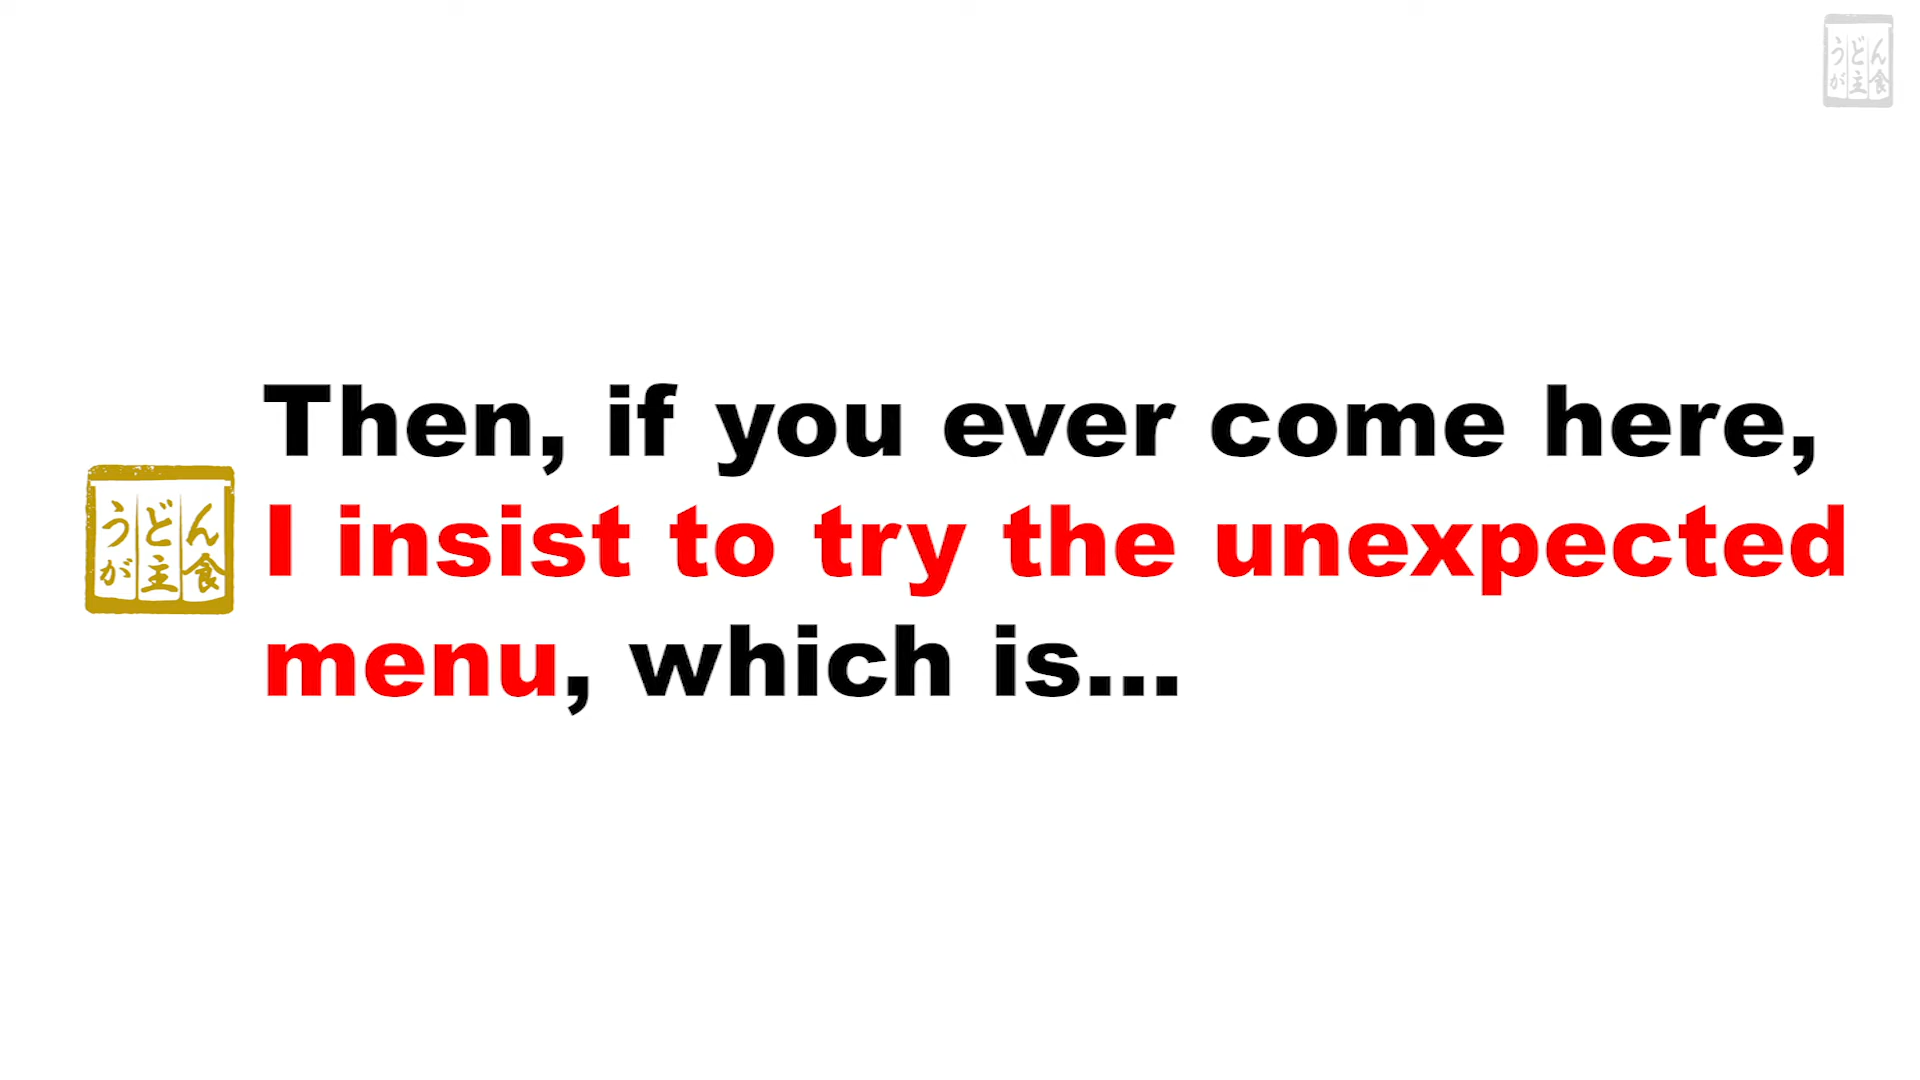 うどん
が主食
Then, if you ever come here,
I insist to try the unexpected
menu, which is...
うどん
が主食